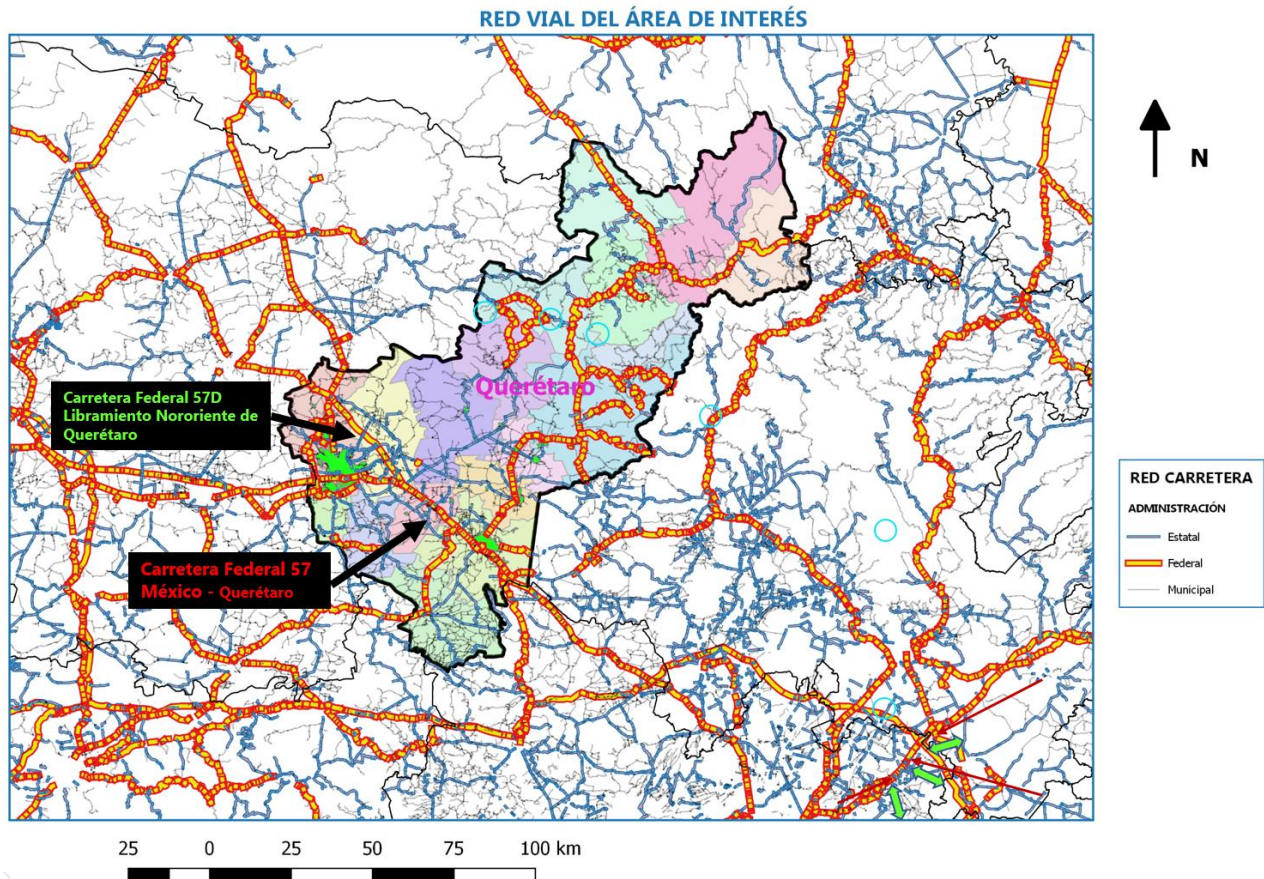 RED VIAL DEL ÁREA DE INTERÉS
N
Querétaro
Carretera Federal 57D
Libramiento Nororiente de
Querétaro
Carretera Federal 57
México - Querétaro
RED CARRETERA
ADMINISTRACIÓN
Estatal
Federal
Municipal
25 0 25 50 75 100 km